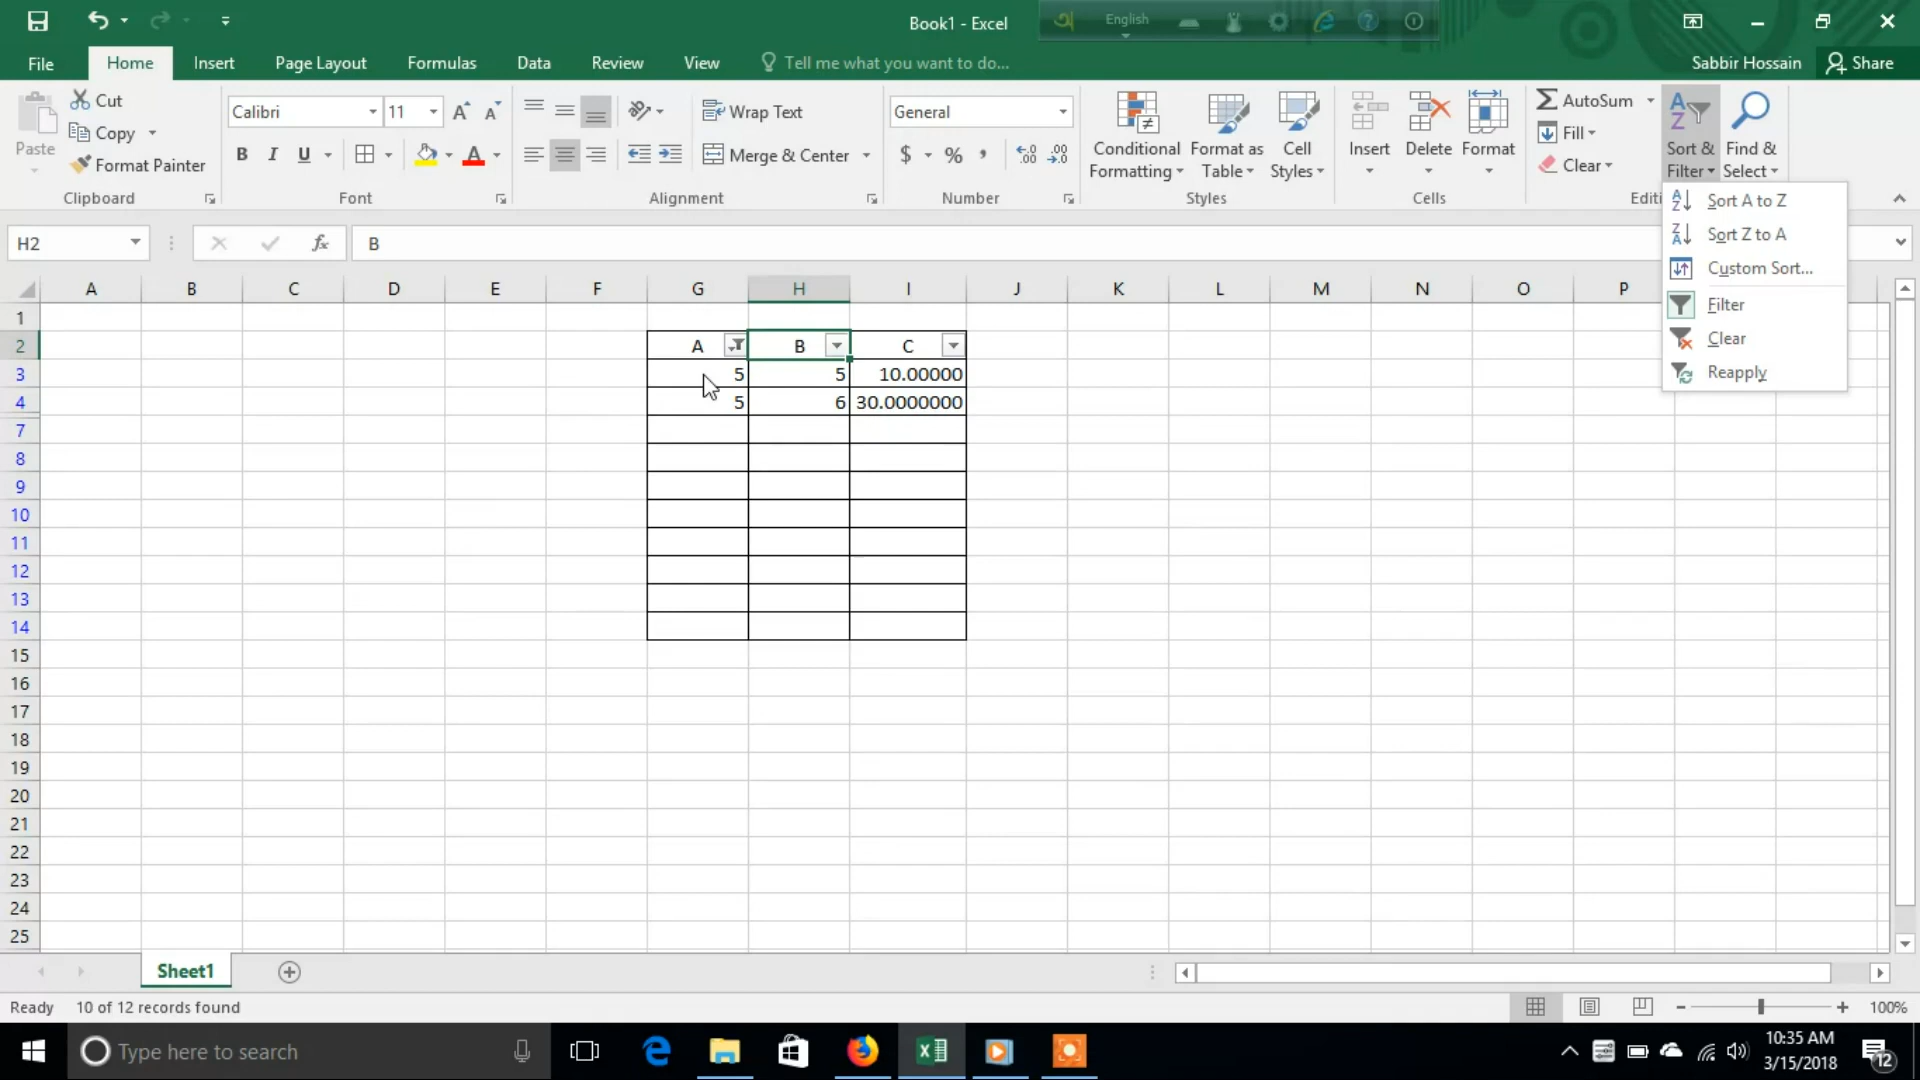 Book1 - Excel
অ English
File Home Insert Page Layout Formulas Data Review View Tell me what you want to do... Sabbir Hossain Share
Paste
Cut
Copy
Format Painter
Clipboard
Calibri 11
B I U
Font
Wrap Text
Merge & Center
Alignment
General
$ % ,
Number
Conditional Formatting
Format as Table
Cell Styles
Styles
Insert Delete Format
Cells
AutoSum
Fill
Clear
Sort & Filter
Find & Select
Editi
Sort A to Z
Sort Z to A
Custom Sort...
Filter
Clear
Reapply
H2 fx B
A B C D E F G H I J K L M N O P
1
2 A B C
3 5 5 10.00000
4 5 6 30.0000000
7
8
9
10
11
12
13
14
15
16
17
18
19
20
21
22
23
24
25
Sheet1
Ready 10 of 12 records found 100%
Type here to search
10:35 AM
3/15/2018
12